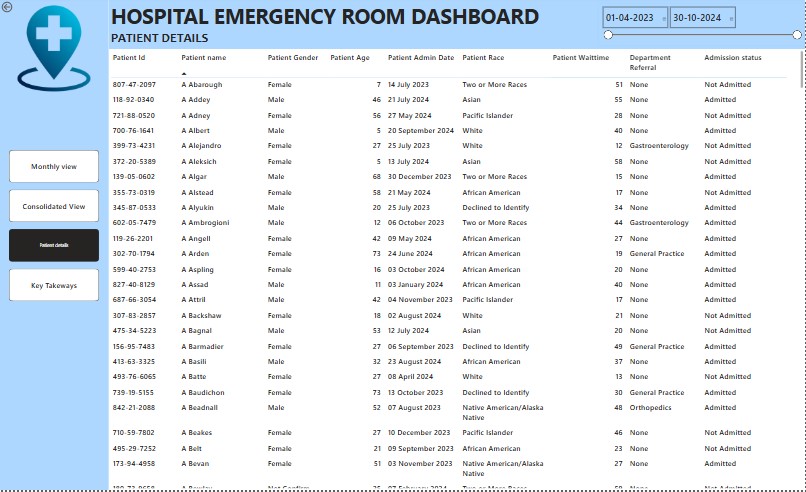 HOSPITAL EMERGENCY ROOM DASHBOARD
PATIENT DETAILS
01-04-2023 30-10-2024
Monthly view
Consolidated View
Patient details
Key Takeways
Patient Id Patient name Patient Gender Patient Age Patient Admin Date Patient Race Patient Waittime Department Referral Admission status
807-47-2097 A Abarough Female 7 14 July 2023 Two or More Races 51 None Not Admitted
118-92-0340 A Addey Male 46 21 July 2024 Asian 55 None Admitted
721-88-0520 A Adney Female 56 27 May 2024 Pacific Islander 28 None Not Admitted
700-76-1641 A Albert Male 5 20 September 2024 White 40 None Admitted
399-73-4231 A Alejandro Female 27 25 July 2023 White 12 Gastroenterology Not Admitted
372-20-5389 A Aleksich Female 5 13 July 2024 Asian 58 None Not Admitted
139-05-0602 A Algar Male 68 30 December 2023 Two or More Races 15 None Admitted
355-73-0319 A Alstead Female 58 21 May 2024 African American 17 None Not Admitted
345-87-0533 A Alyukin Male 20 25 July 2023 Declined to Identify 34 None Admitted
602-05-7479 A Ambrogioni Male 12 06 October 2023 Two or More Races 44 Gastroenterology Not Admitted
119-26-2201 A Angell Female 42 09 May 2024 African American 27 None Admitted
302-70-1794 A Arden Female 73 24 June 2024 African American 19 General Practice Admitted
599-40-2753 A Aspling Female 16 03 October 2024 African American 20 None Not Admitted
827-40-8129 A Assad Male 11 03 January 2024 African American 40 None Admitted
687-66-3054 A Attril Male 42 04 November 2023 Pacific Islander 17 None Admitted
307-83-2857 A Backshaw Female 18 02 August 2024 White 21 None Not Admitted
475-34-5223 A Bagnal Male 53 12 July 2024 Asian 20 None Not Admitted
156-95-7483 A Barmadier Female 27 06 September 2023 Declined to Identify 49 General Practice Admitted
413-63-3325 A Basili Male 32 23 August 2024 African American 37 None Admitted
493-76-6065 A Batte Female 27 08 April 2024 White 13 None Not Admitted
739-19-5155 A Baudichon Female 73 13 October 2023 Declined to Identify 30 General Practice Admitted
842-21-2088 A Beadnall Male 52 07 August 2023 Native American/Alaska Native 48 Orthopedics Admitted
710-59-7802 A Beakes Female 27 10 December 2023 Pacific Islander 46 None Not Admitted
495-29-7252 A Belt Female 21 09 September 2023 African American 23 None Not Admitted
173-94-4958 A Bevan Female 51 03 November 2023 Native American/Alaska Native 27 None Admitted